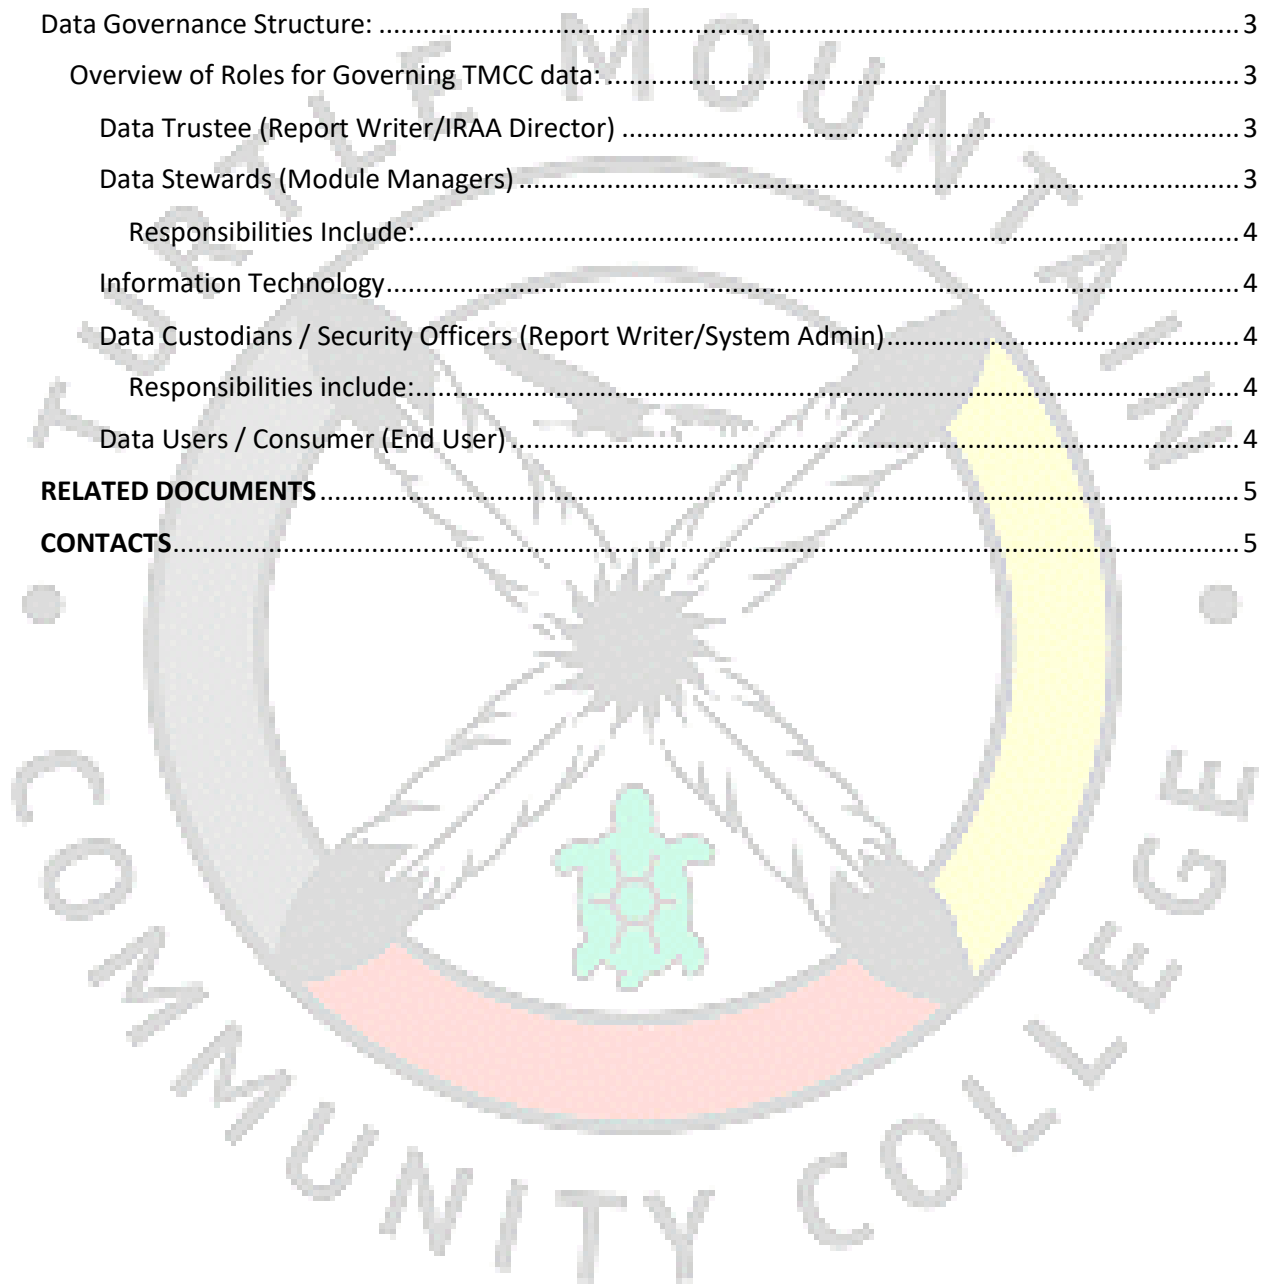 Data Governance Structure: ........ 3
Overview of Roles for Governing TMCC data: ........ 3
Data Trustee (Report Writer/IRAA Director) ........ 3
Data Stewards (Module Managers) ........ 3
Responsibilities Include: ........ 4
Information Technology ........ 4
Data Custodians / Security Officers (Report Writer/System Admin) ........ 4
Responsibilities include: ........ 4
Data Users / Consumer (End User) ........ 4
RELATED DOCUMENTS ........ 5
CONTACTS ........ 5
TURTLE MOUNTAIN
• COMMUNITY COLLEGE •